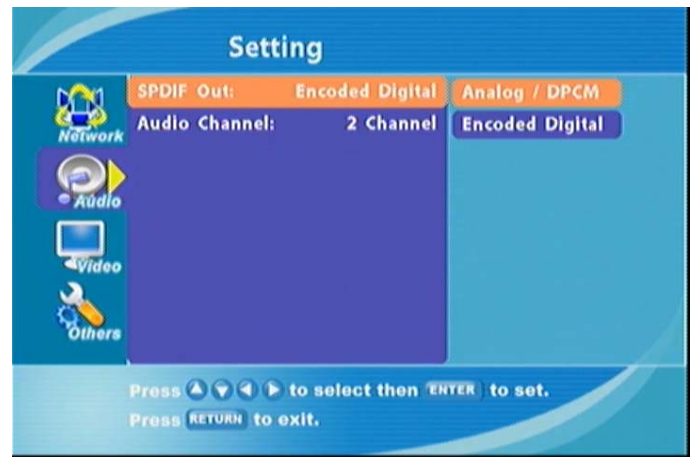 Setting
Network
Audio
Video
Others
SPDIF Out: Encoded Digital
Audio Channel: 2 Channel
Analog / DPCM
Encoded Digital
Press to select then ENTER to set.
Press RETURN to exit.